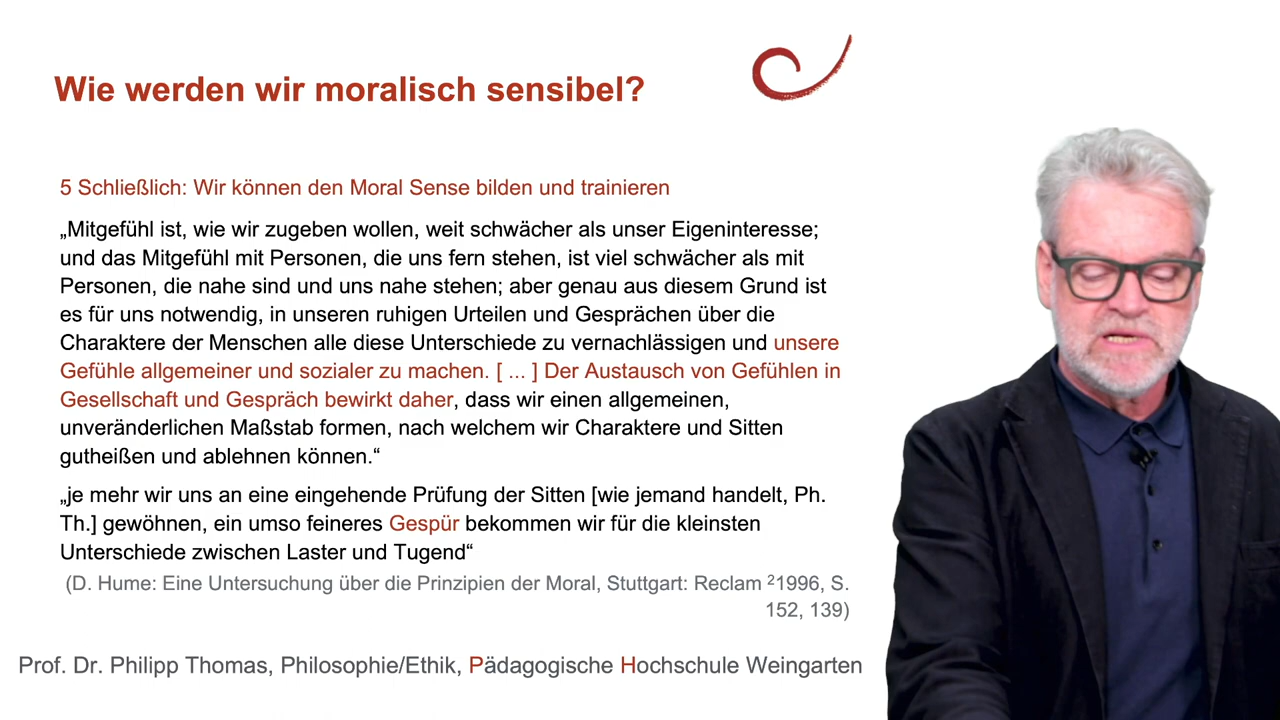 Wie werden wir moralisch sensibel?
5 Schließlich: Wir können den Moral Sense bilden und trainieren
„Mitgefühl ist, wie wir zugeben wollen, weit schwächer als unser Eigeninteresse;
und das Mitgefühl mit Personen, die uns fern stehen, ist viel schwächer als mit
Personen, die nahe sind und uns nahe stehen; aber genau aus diesem Grund ist
es für uns notwendig, in unseren ruhigen Urteilen und Gesprächen über die
Charaktere der Menschen alle diese Unterschiede zu vernachlässigen und unsere
Gefühle allgemeiner und sozialer zu machen. [ ... ] Der Austausch von Gefühlen in
Gesellschaft und Gespräch bewirkt daher, dass wir einen allgemeinen,
unveränderlichen Maßstab formen, nach welchem wir Charaktere und Sitten
gutheißen und ablehnen können.“
„je mehr wir uns an eine eingehende Prüfung der Sitten [wie jemand handelt, Ph.
Th.] gewöhnen, ein umso feineres Gespür bekommen wir für die kleinsten
Unterschiede zwischen Laster und Tugend“
(D. Hume: Eine Untersuchung über die Prinzipien der Moral, Stuttgart: Reclam ²1996, S.
152, 139)
Prof. Dr. Philipp Thomas, Philosophie/Ethik, Pädagogische Hochschule Weingarten